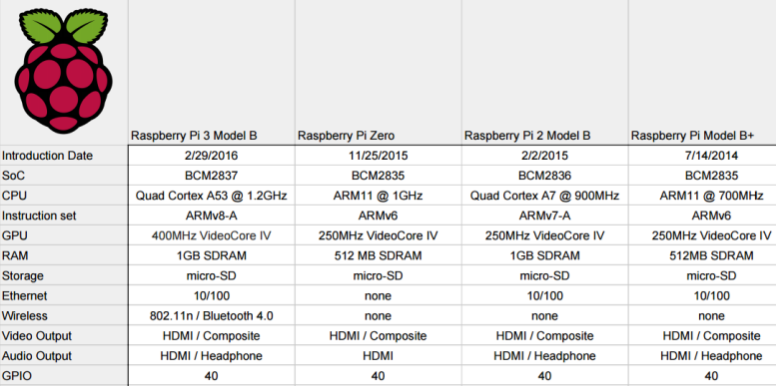 Raspberry Pi 3 Model B Raspberry Pi Zero Raspberry Pi 2 Model B Raspberry Pi Model B+
Introduction Date 2/29/2016 11/25/2015 2/2/2015 7/14/2014
SoC BCM2837 BCM2835 BCM2836 BCM2835
CPU Quad Cortex A53 @ 1.2GHz ARM11 @ 1GHz Quad Cortex A7 @ 900MHz ARM11 @ 700MHz
Instruction set ARMv8-A ARMv6 ARMv7-A ARMv6
GPU 400MHz VideoCore IV 250MHz VideoCore IV 250MHz VideoCore IV 250MHz VideoCore IV
RAM 1GB SDRAM 512 MB SDRAM 1GB SDRAM 512MB SDRAM
Storage micro-SD micro-SD micro-SD micro-SD
Ethernet 10/100 none 10/100 10/100
Wireless 802.11n / Bluetooth 4.0 none none none
Video Output HDMI / Composite HDMI / Composite HDMI / Composite HDMI / Composite
Audio Output HDMI / Headphone HDMI HDMI / Headphone HDMI / Headphone
GPIO 40 40 40 40